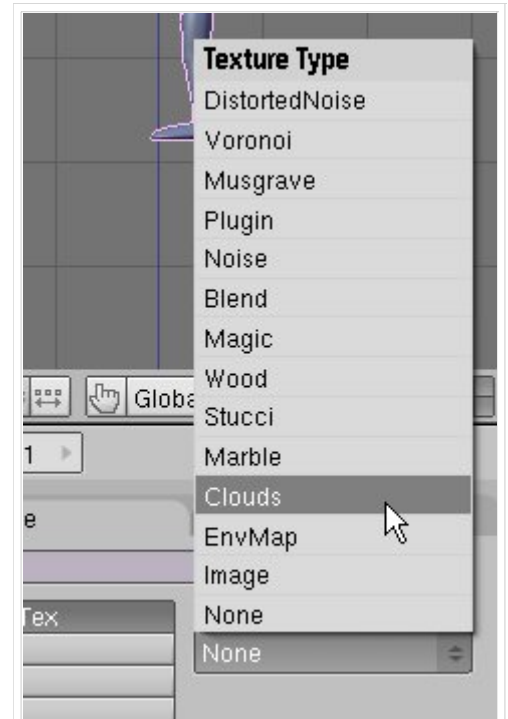 Texture Type
DistortedNoise
Voronoi
Musgrave
Plugin
Noise
Blend
Magic
Wood
Globa
Stucci
1
Marble
Clouds
e
EnvMap
Image
Tex
None
None